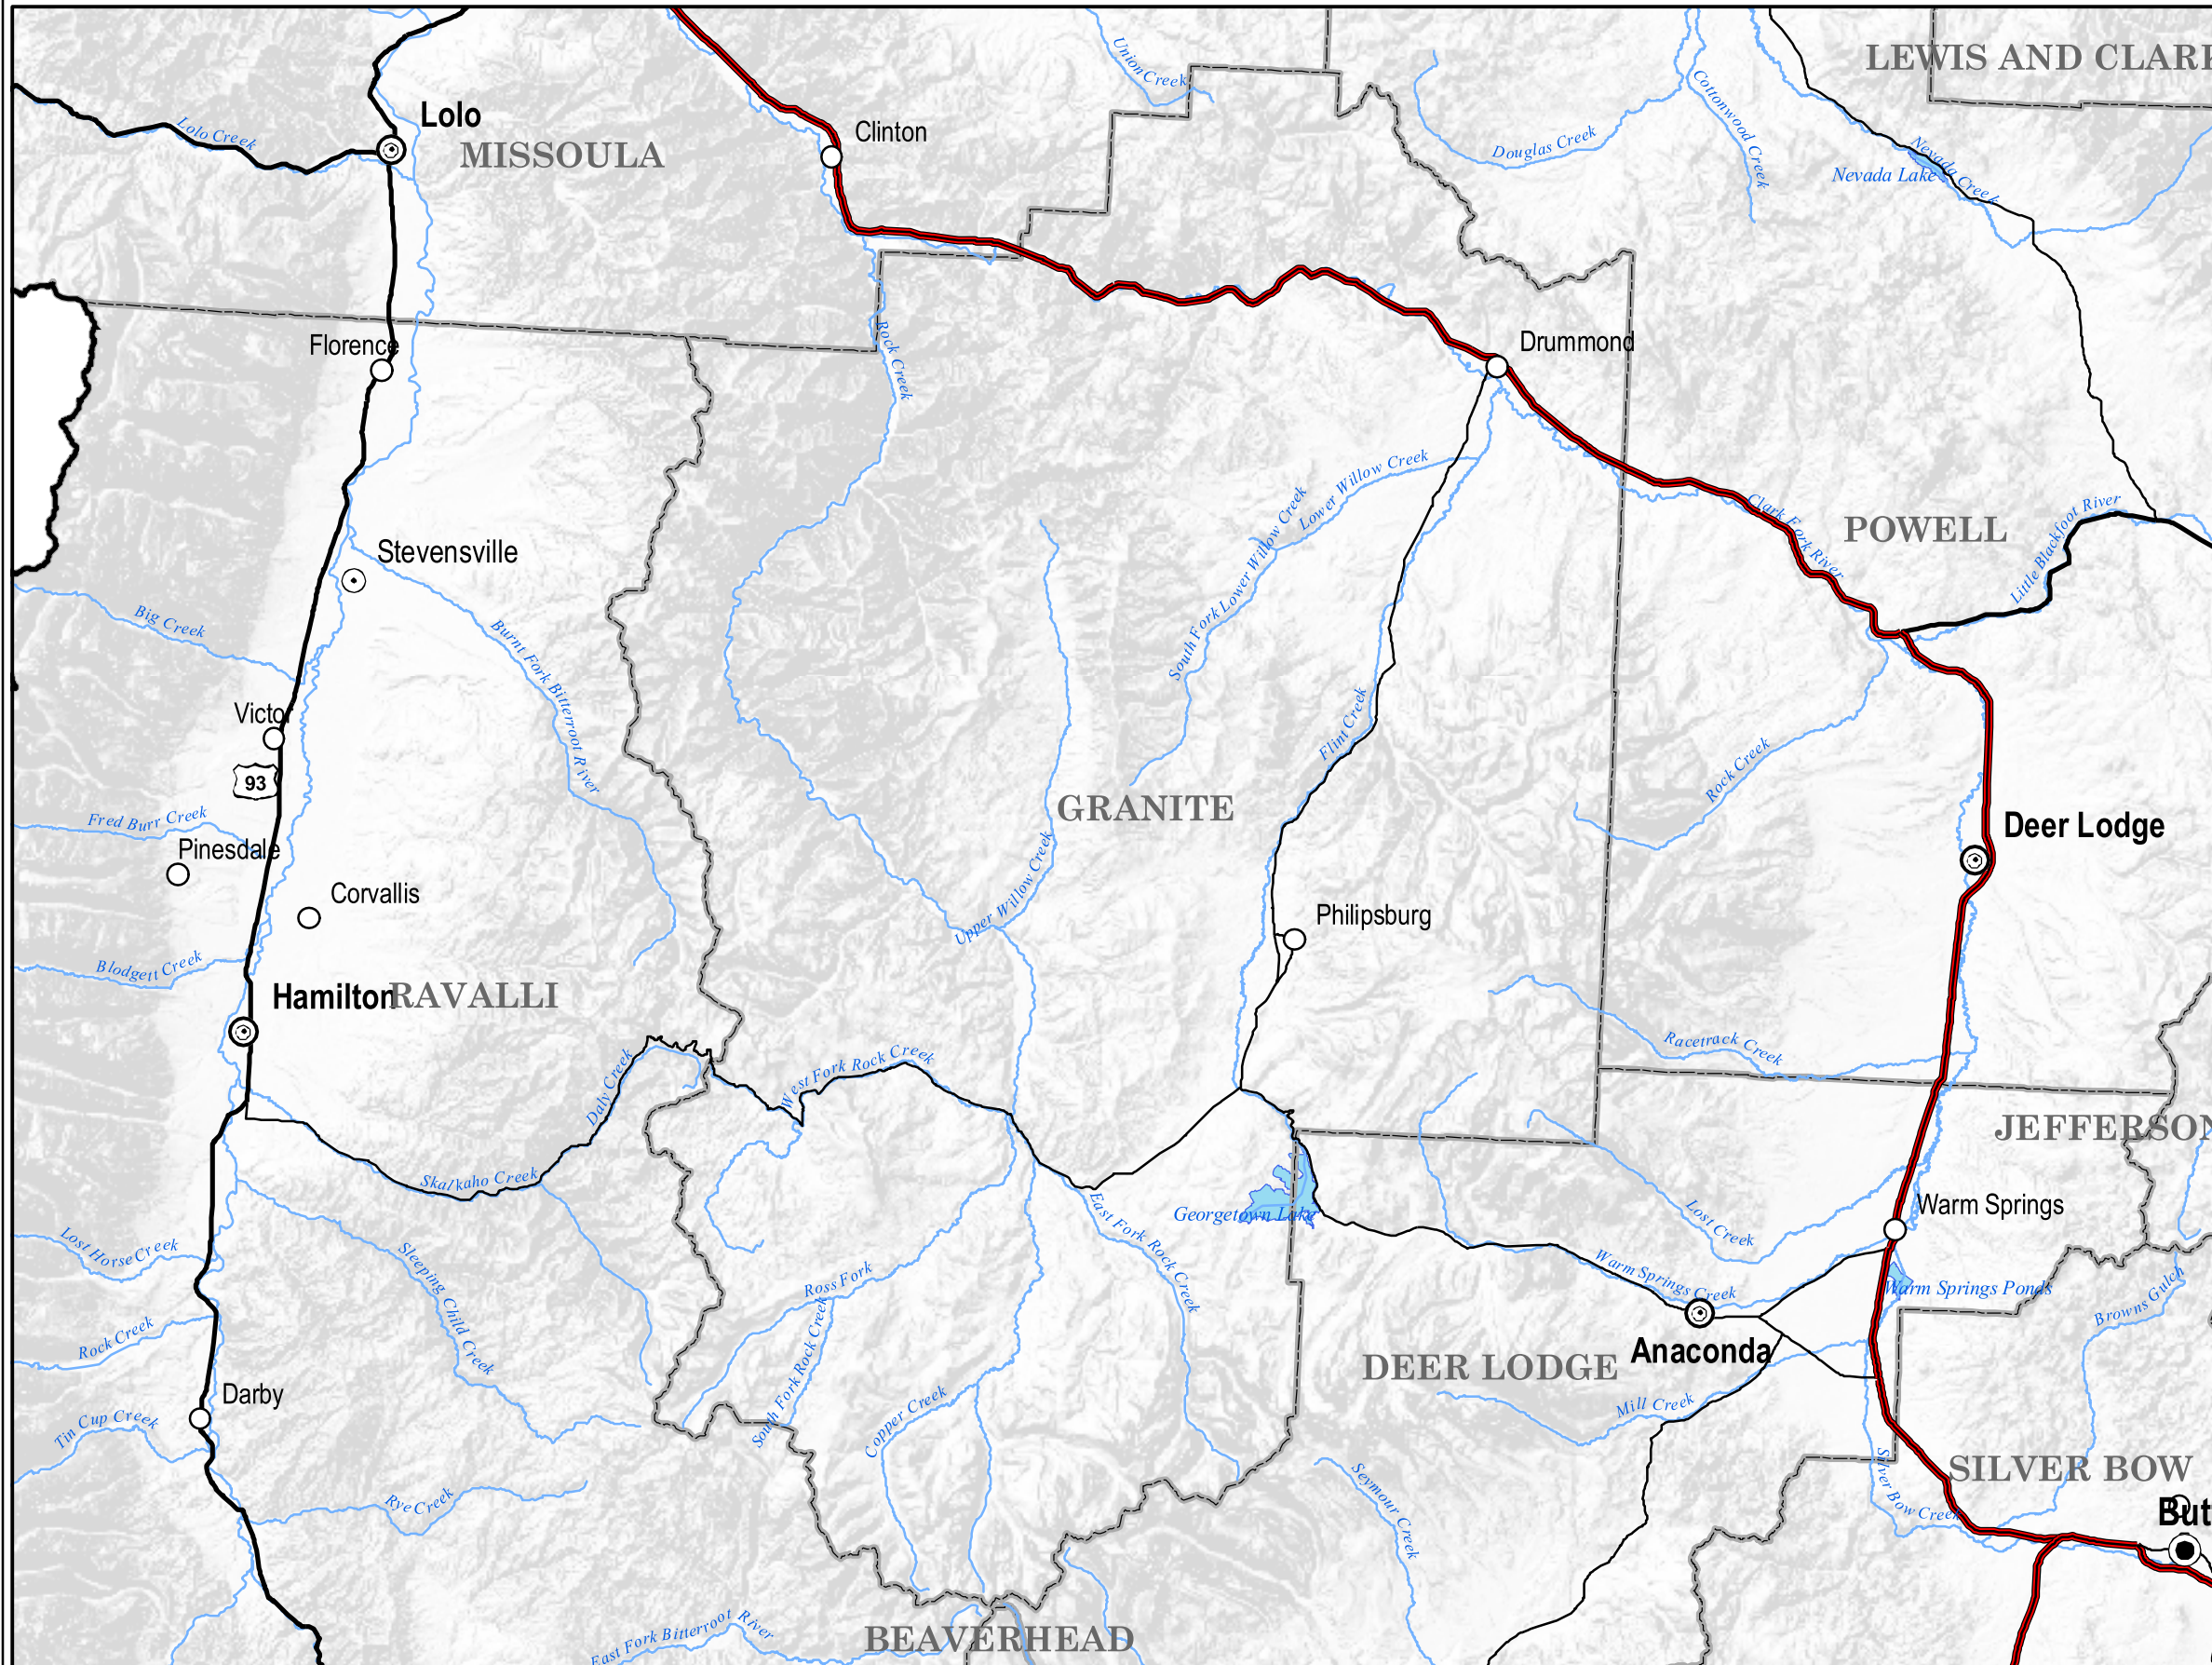 LEWIS AND CLARK
Union Creek
Cottonwood Creek
Lolo
Lolo Creek
MISSOULA
Clinton
Douglas Creek
Nevada Creek
Nevada Lake
Florence
Rock Creek
Drummond
Lower Willow Creek
South Fork Lower Willow Creek
Clark Fork River
POWELL
Little Blackfoot River
Stevensville
Big Creek
Burnt Fork Bitterroot River
Victor
93
Flint Creek
Rock Creek
GRANITE
Fred Burr Creek
Deer Lodge
Pinesdale
Corvallis
Upper Willow Creek
Philipsburg
Blodgett Creek
Hamilton
RAVALLI
Racetrack Creek
West Fork Rock Creek
Daly Creek
JEFFERSON
Skalkaho Creek
Georgetown Lake
East Fork Rock Creek
Lost Creek
Warm Springs
Lost Horse Creek
Sleeping Child Creek
Ross Fork
Warm Springs Creek
Warm Springs Ponds
Browns Gulch
Rock Creek
South Fork Rock Creek
Anaconda
DEER LODGE
Darby
Tin Cup Creek
Copper Creek
Mill Creek
Silver Bow Creek
SILVER BOW
Rye Creek
Seymour Creek
But
East Fork Bitterroot River
BEAVERHEAD